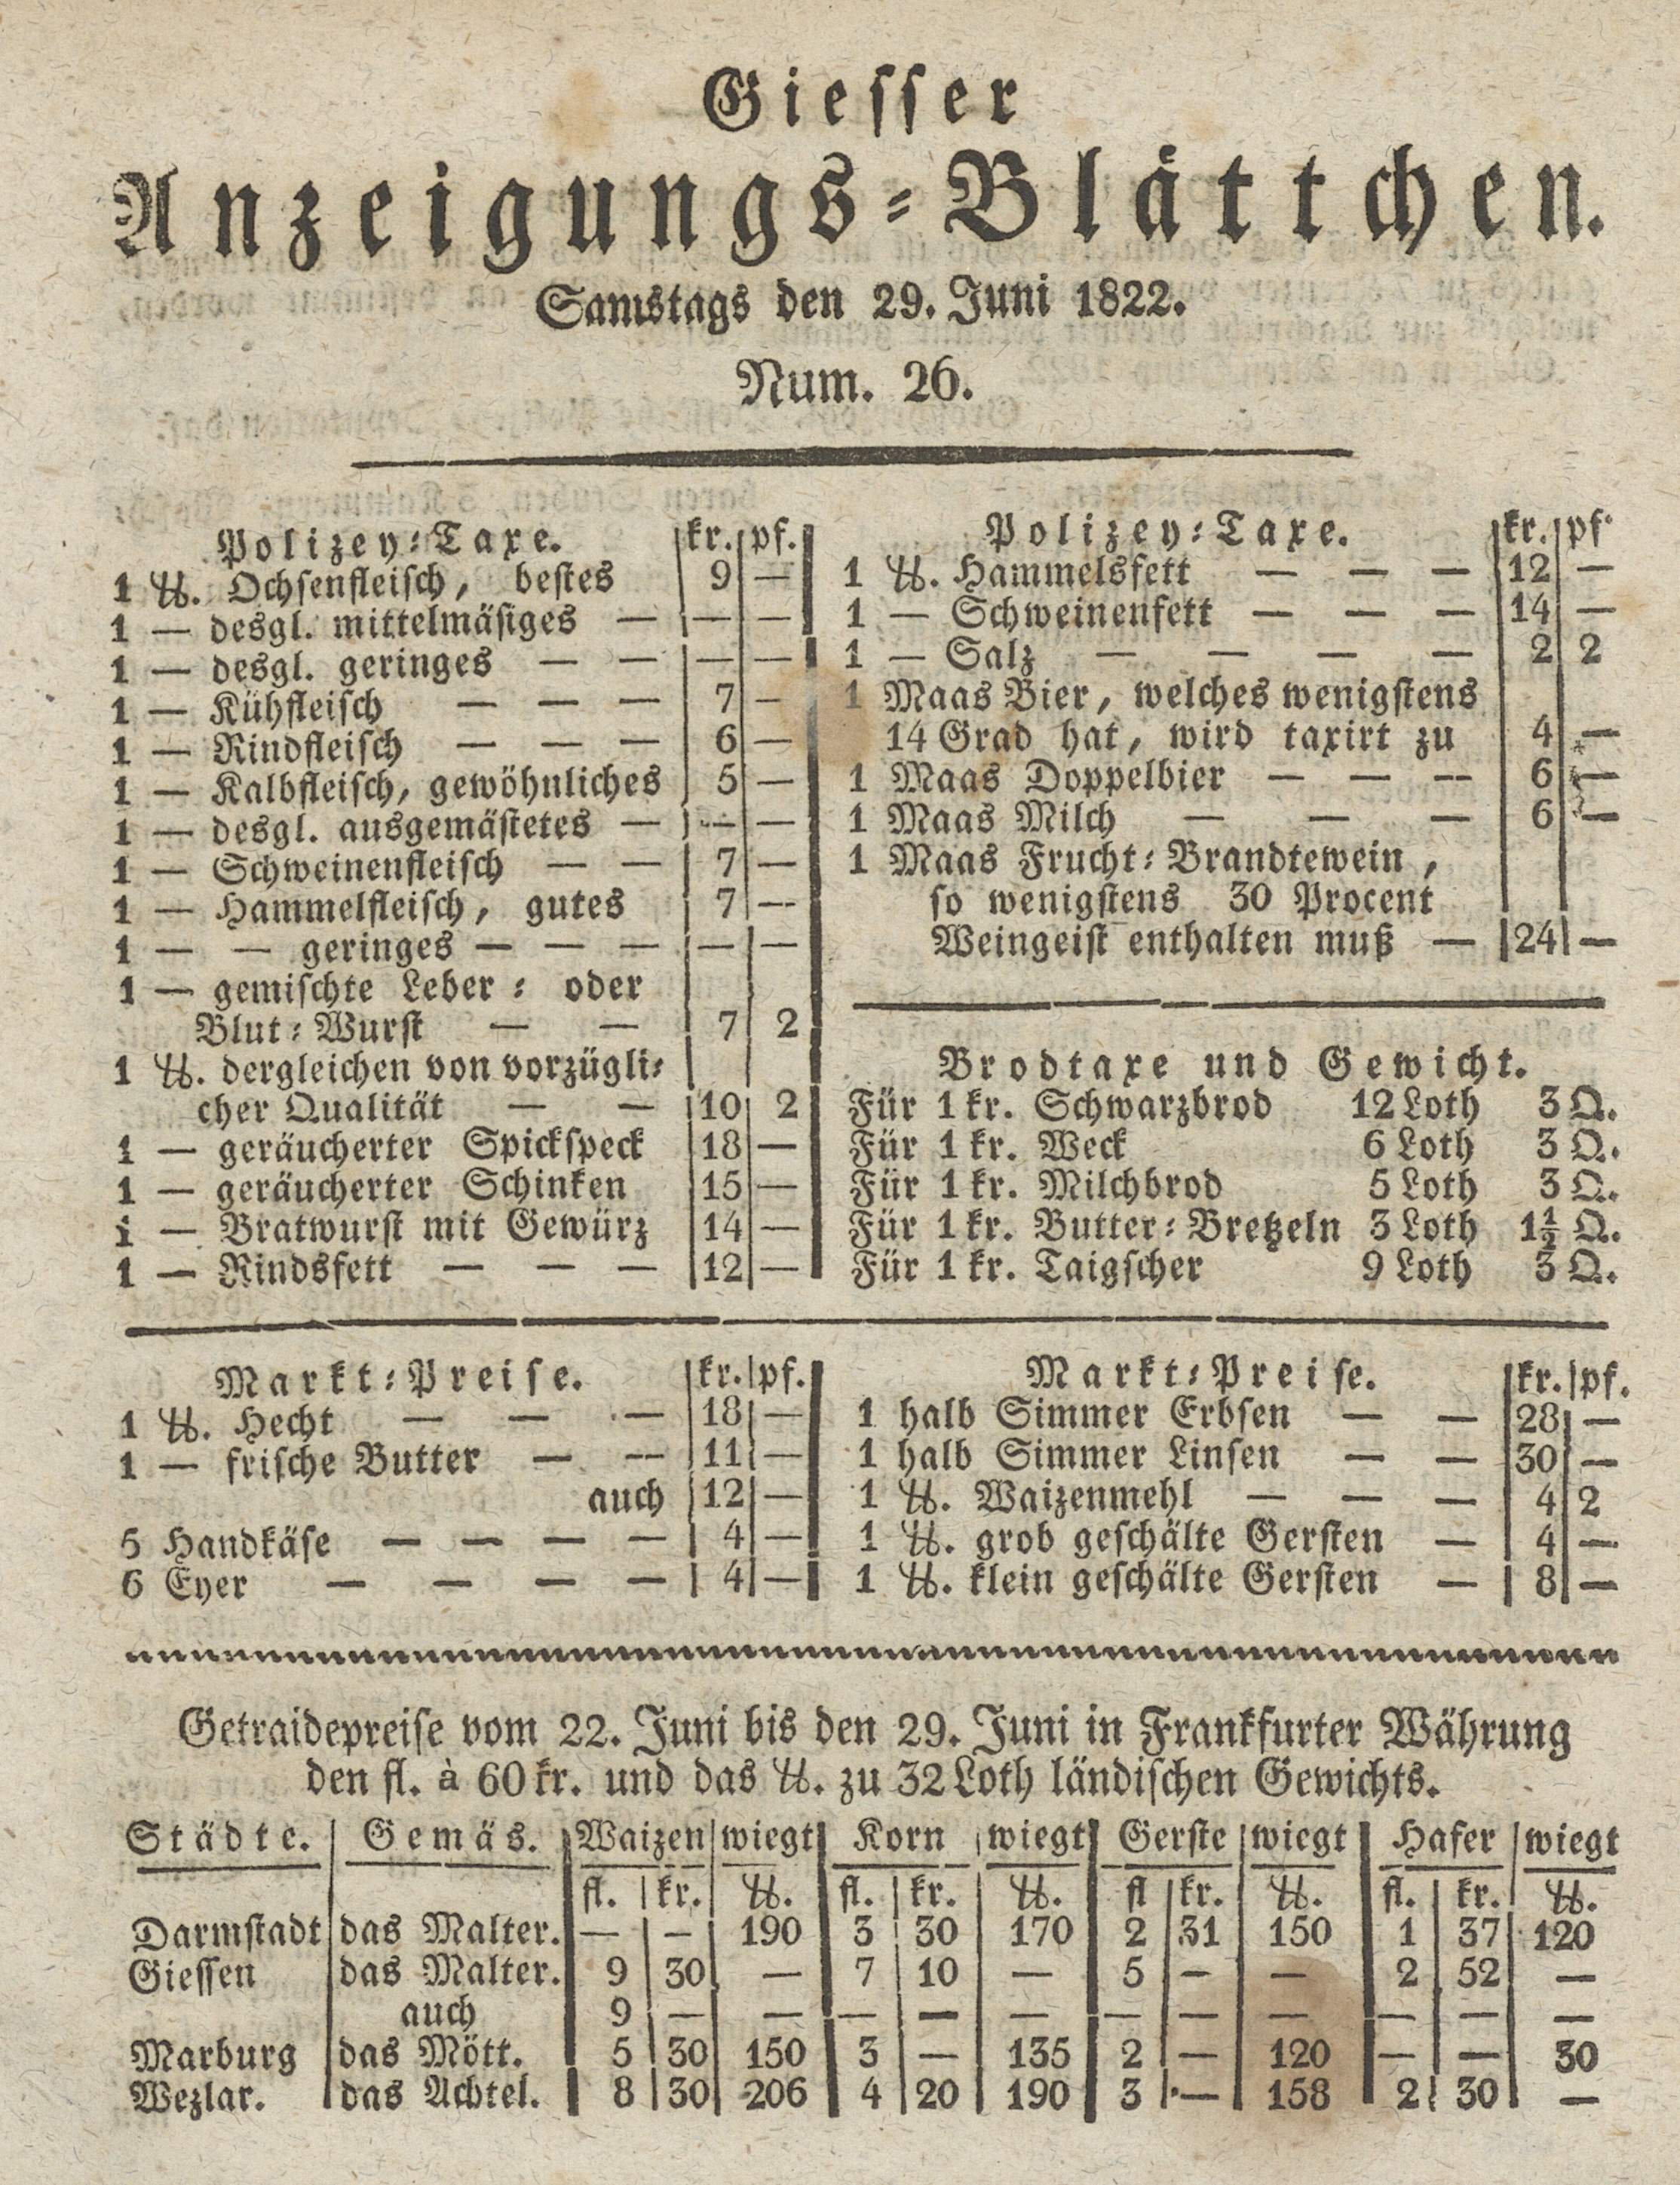 Giesser
Anzeigungs-Blättchen.
Samstags den 29. Juni 1822.
Num. 26.
Polizey-Taxe. kr. pf.
1 ℔. Ochsenfleisch, bestes 9 —
1 — desgl. mittelmäsiges — — —
1 — desgl. geringes — — — —
1 — Kühfleisch — — — 7 —
1 — Rindfleisch — — — 6 —
1 — Kalbfleisch, gewöhnliches 5 —
1 — desgl. ausgemästetes — — —
1 — Schweinenfleisch — — 7 —
1 — Hammelfleisch, gutes 7 —
1 — — geringes — — — — —
1 — gemischte Leber- oder
Blut-Wurst — — 7 2
1 ℔. dergleichen von vorzügli-
cher Qualität — — 10 2
1 — geräucherter Spickspeck 18 —
1 — geräucherter Schinken 15 —
1 — Bratwurst mit Gewürz 14 —
1 — Rindsfett — — — 12 —
Polizey-Taxe. kr. pf.
1 ℔. Hammelsfett — — — 12 —
1 — Schweinenfett — — — 14 —
1 — Salz — — — — 2 2
1 Maas Bier, welches wenigstens
14 Grad hat, wird taxirt zu 4 —
1 Maas Doppelbier — — — 6 —
1 Maas Milch — — — 6 —
1 Maas Frucht-Brandtewein,
so wenigstens 30 Procent
Weingeist enthalten muß — 24 —
Brodtaxe und Gewicht.
Für 1 kr. Schwarzbrod 12 Loth 3 Q.
Für 1 kr. Weck 6 Loth 3 Q.
Für 1 kr. Milchbrod 5 Loth 3 Q.
Für 1 kr. Butter-Bretzeln 3 Loth 1½ Q.
Für 1 kr. Taigscher 9 Loth 3 Q.
Markt-Preise. kr. pf.
1 ℔. Hecht — — — 18 —
1 — frische Butter — — 11 —
auch 12 —
5 Handkäse — — — — 4 —
6 Eyer — — — — 4 —
Markt-Preise. kr. pf.
1 halb Simmer Erbsen — — 28 —
1 halb Simmer Linsen — — 30 —
1 ℔. Waizenmehl — — — 4 2
1 ℔. grob geschälte Gersten — 4 —
1 ℔. klein geschälte Gersten — 8 —
Getraidepreise vom 22. Juni bis den 29. Juni in Frankfurter Währung
den fl. à 60 kr. und das ℔. zu 32 Loth ländischen Gewichts.
Städte. Gemäs. Waizen wiegt Korn wiegt Gerste wiegt Hafer wiegt
fl. kr. ℔. fl. kr. ℔. fl kr. ℔. fl. kr. ℔.
Darmstadt das Malter. — — 190 3 30 170 2 31 150 1 37 120
Giessen das Malter. 9 30 — 7 10 — 5 — — 2 52 —
auch 9 — — — — — — — — — — —
Marburg das Mött. 5 30 150 3 — 135 2 — 120 — — 30
Wezlar. das Achtel. 8 30 206 4 20 190 3 — 158 2 30 —